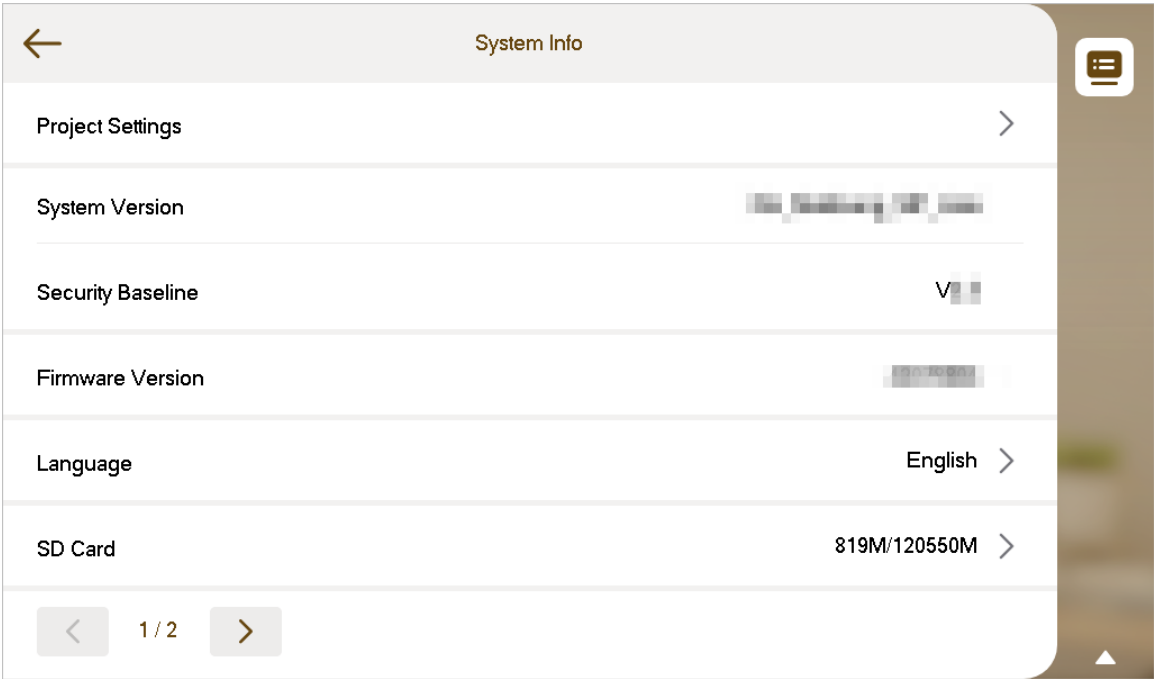 System Info
Project Settings
System Version
Security Baseline
Firmware Version
Language English
SD Card 819M/120550M
1 / 2